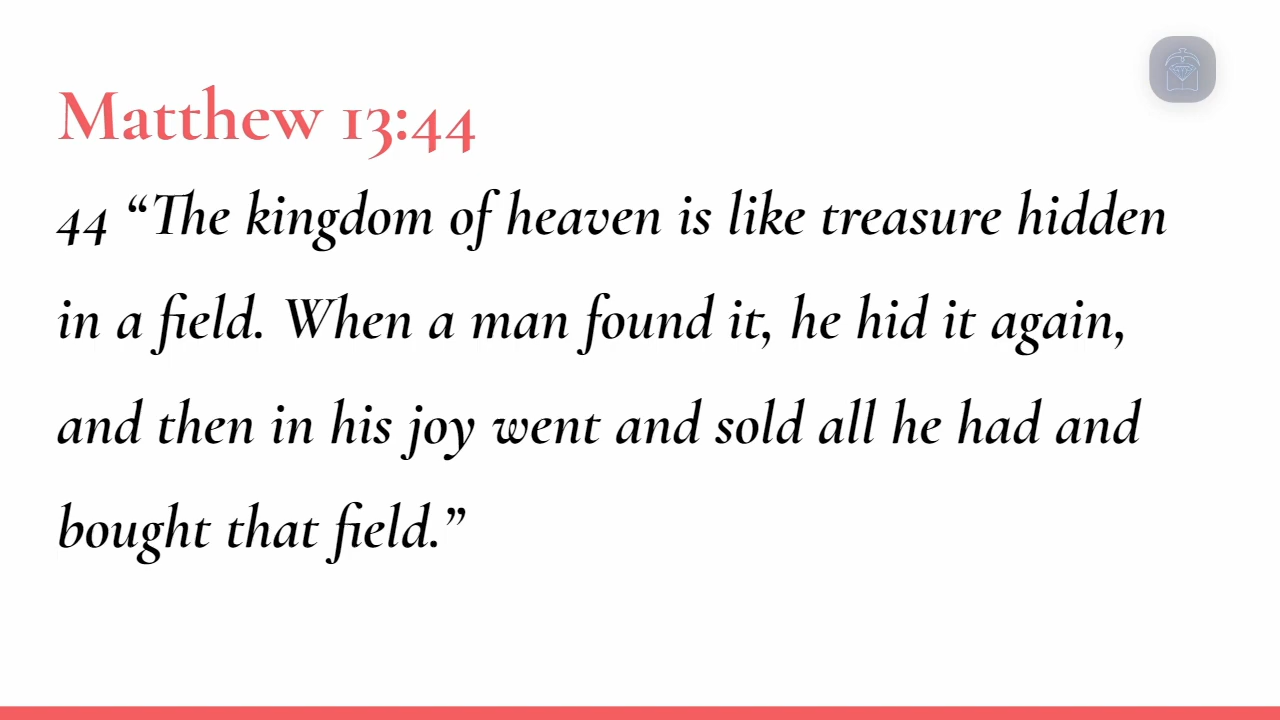 Matthew 13:44
44 “The kingdom of heaven is like treasure hidden
in a field. When a man found it, he hid it again,
and then in his joy went and sold all he had and
bought that field.”